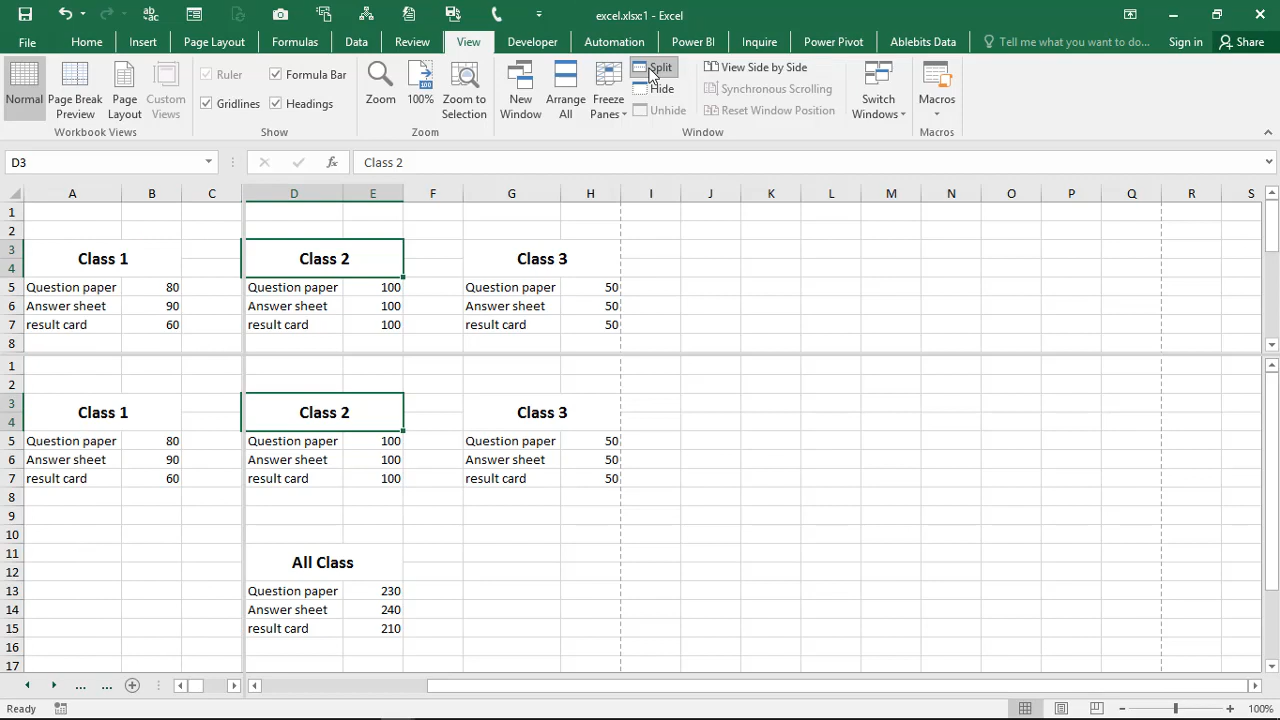 excel.xlsx:1 - Excel
File Home Insert Page Layout Formulas Data Review View Developer Automation Power BI Inquire Power Pivot Ablebits Data Tell me what you want to do... Sign in Share
Normal Page Break Preview Page Layout Custom Views
Workbook Views
Ruler Formula Bar
Gridlines Headings
Show
Zoom 100% Zoom to Selection
100
Zoom
New Window Arrange All Freeze Panes
Split
Hide
Unhide
View Side by Side
Synchronous Scrolling
Reset Window Position
Window
Switch Windows
Macros
Macros
D3 fx Class 2
A B C D E F G H I J K L M N O P Q R S
1
2
3 Class 1 Class 2 Class 3
4
5 Question paper 80 Question paper 100 Question paper 50
6 Answer sheet 90 Answer sheet 100 Answer sheet 50
7 result card 60 result card 100 result card 50
8
1
2
3 Class 1 Class 2 Class 3
4
5 Question paper 80 Question paper 100 Question paper 50
6 Answer sheet 90 Answer sheet 100 Answer sheet 50
7 result card 60 result card 100 result card 50
8
9
10
11 All Class
12
13 Question paper 230
14 Answer sheet 240
15 result card 210
16
17
... ...
Ready 100%